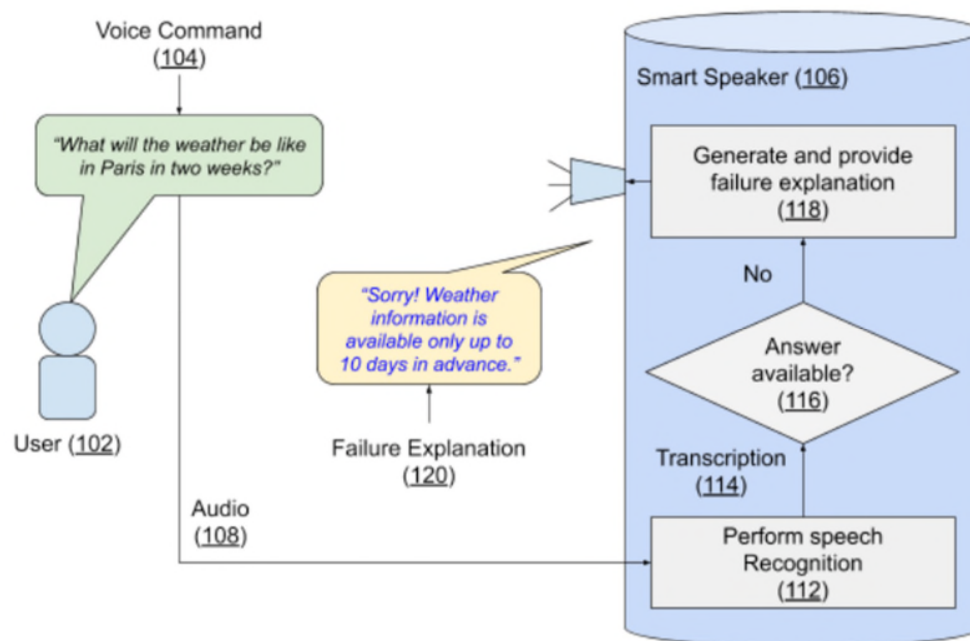 Voice Command
(104)
“What will the weather be like
in Paris in two weeks?”
User (102)
Audio
(108)
“Sorry! Weather
information is
available only up to
10 days in advance.”
Failure Explanation
(120)
Smart Speaker (106)
Generate and provide
failure explanation
(118)
No
Answer
available?
(116)
Transcription
(114)
Perform speech
Recognition
(112)